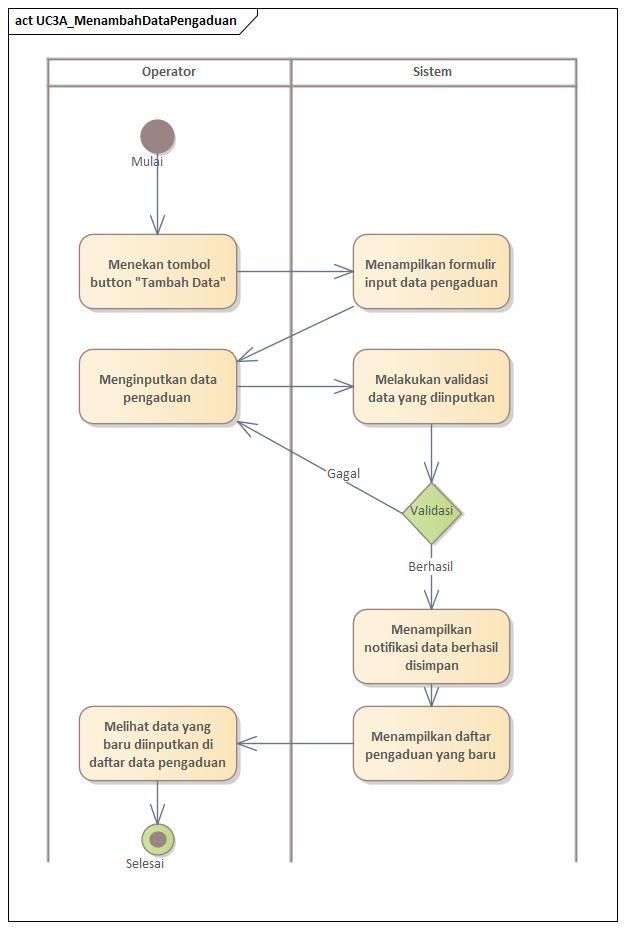 act UC3A_MenambahDataPengaduan
Operator
Sistem
Mulai
Menekan tombol
button "Tambah Data"
Menampilkan formulir
input data pengaduan
Menginputkan data
pengaduan
Melakukan validasi
data yang diinputkan
Gagal
Validasi
Berhasil
Menampilkan
notifikasi data berhasil
disimpan
Melihat data yang
baru diinputkan di
daftar data pengaduan
Menampilkan daftar
pengaduan yang baru
Selesai